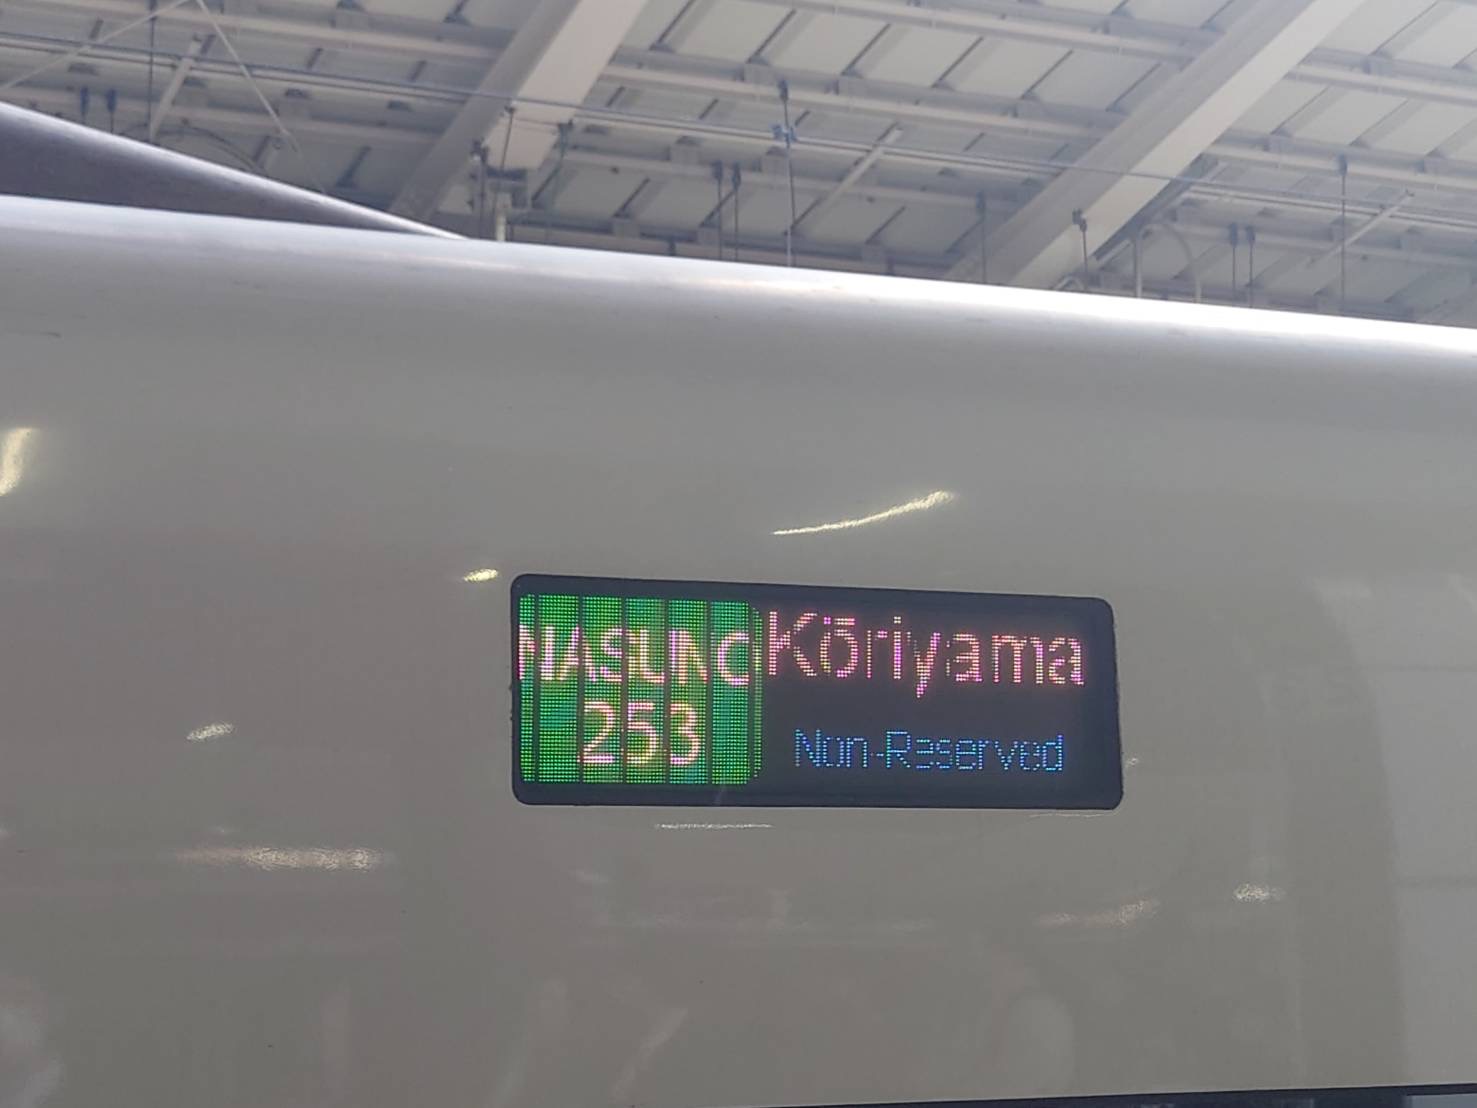 NASUNO
253
Kōriyama
Non-Reserved